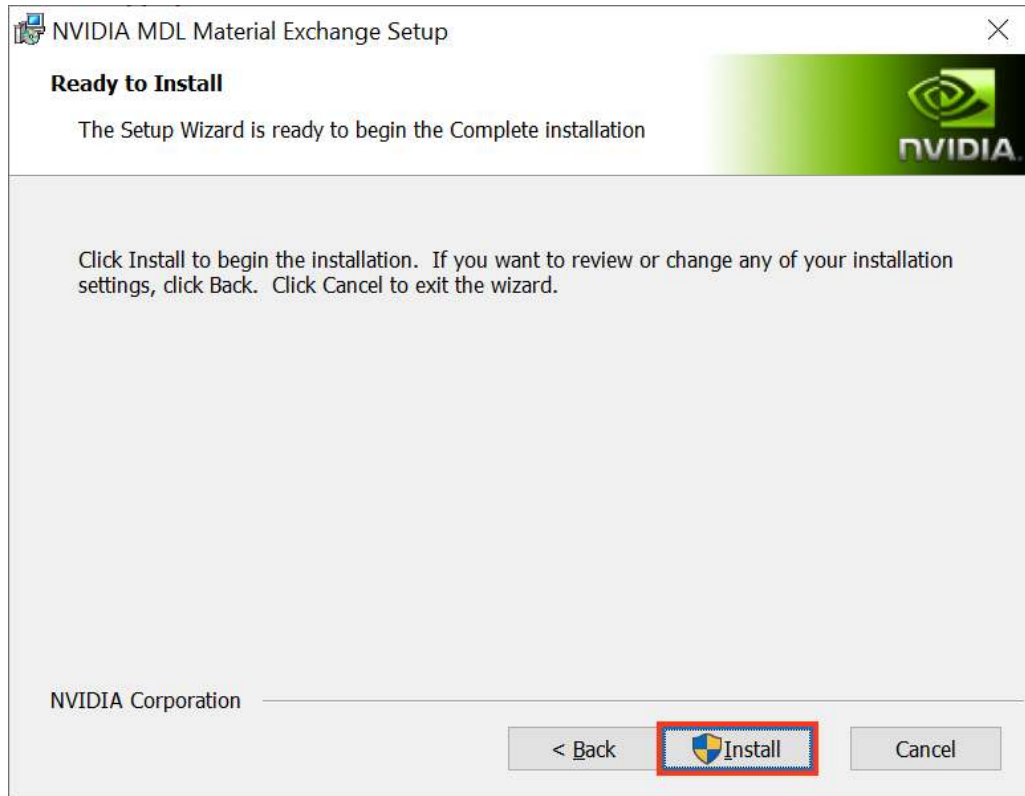 NVIDIA MDL Material Exchange Setup
Ready to Install
The Setup Wizard is ready to begin the Complete installation
NVIDIA.
Click Install to begin the installation.  If you want to review or change any of your installation
settings, click Back.  Click Cancel to exit the wizard.
NVIDIA Corporation
< Back
Install
Cancel